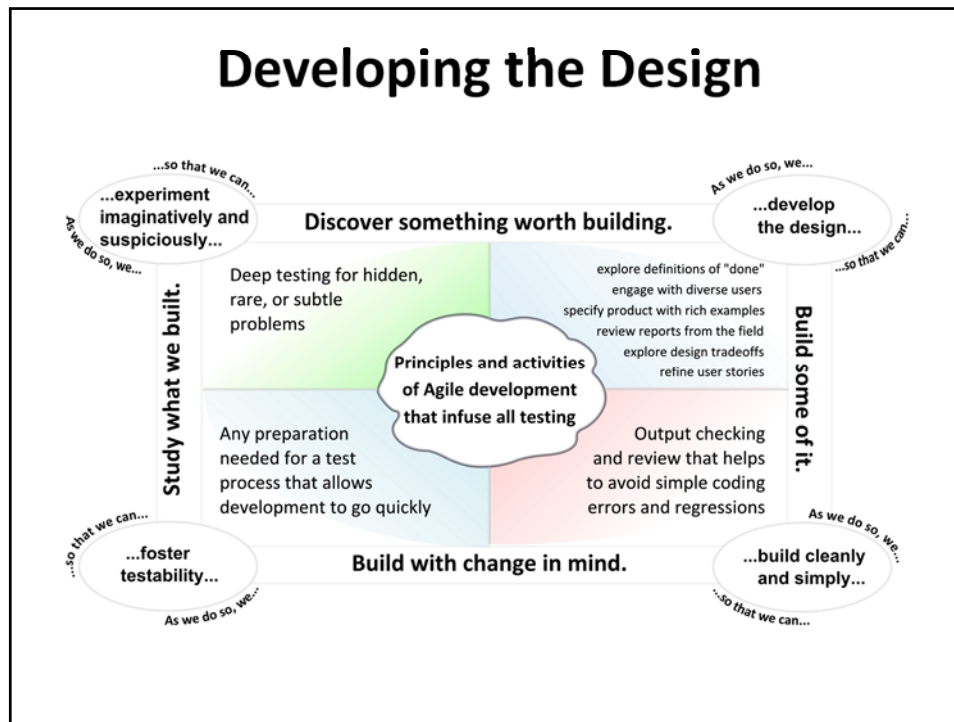 Developing the Design
...so that we can...
...experiment
imaginatively and
suspiciously...
As we do so, we...
Discover something worth building.
As we do so, we...
...develop
the design...
...so that we can...
Study what we built.
Deep testing for hidden,
rare, or subtle
problems
explore definitions of "done"
engage with diverse users
specify product with rich examples
review reports from the field
explore design tradeoffs
refine user stories
Build some of it.
Principles and activities
of Agile development
that infuse all testing
Any preparation
needed for a test
process that allows
development to go quickly
Output checking
and review that helps
to avoid simple coding
errors and regressions
...so that we can...
...foster
testability...
As we do so, we...
Build with change in mind.
As we do so, we...
...build cleanly
and simply...
...so that we can...